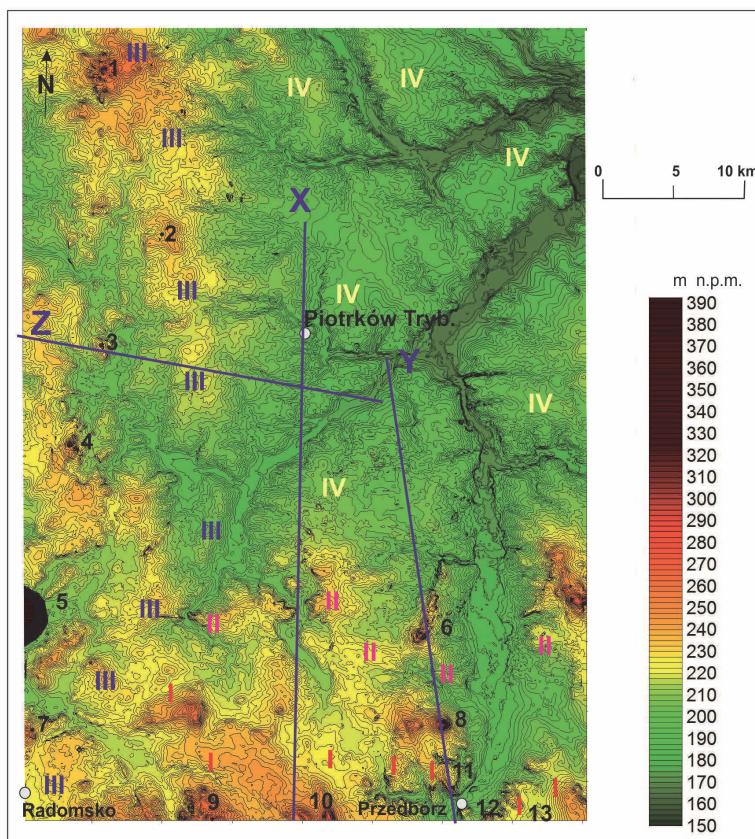 III
1
N
IV
IV
III
IV
0 5 10 km
X
2
III
IV
m n.p.m.
Piotrków Tryb.
Z
3
Y
III
IV
4
IV
III
5
III
II
II
6
II
II
II
III
I
7
8
I
I
I
I
11
I
III
Radomsko
9
10
Przedbórz
12
I
13
390
380
370
360
350
340
330
320
310
300
290
280
270
260
250
240
230
220
210
200
190
180
170
160
150